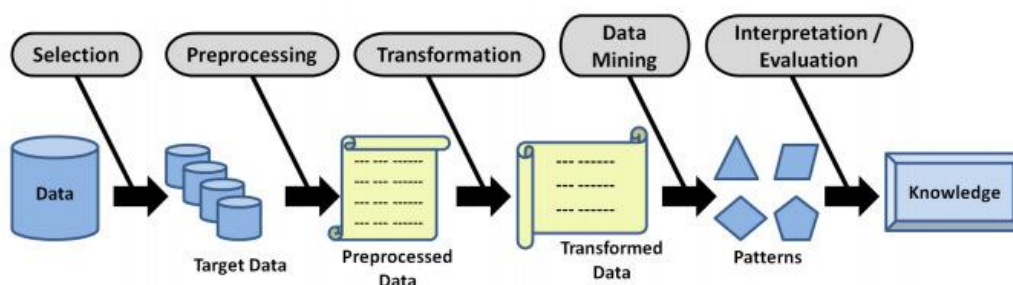 Selection
Preprocessing
Transformation
Data
Mining
Interpretation /
Evaluation
Data
Target Data
Preprocessed
Data
Transformed
Data
Patterns
Knowledge